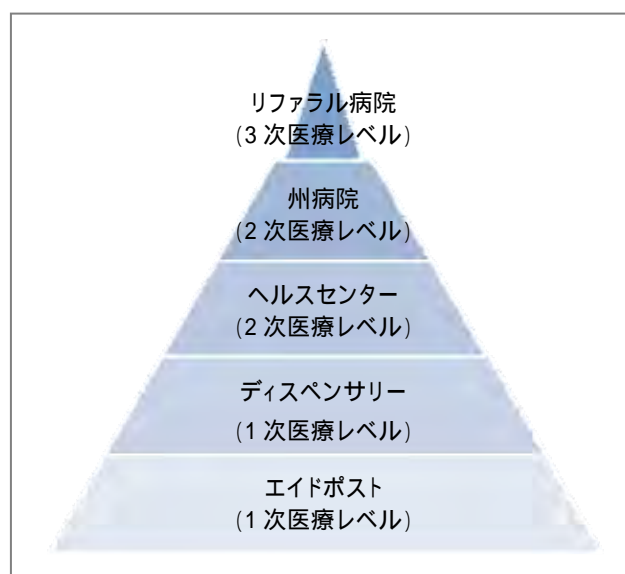 リファラル病院
(3 次医療レベル)
州病院
(2 次医療レベル)
ヘルスセンター
(2 次医療レベル)
ディスペンサリー
(1 次医療レベル)
エイドポスト
(1 次医療レベル)